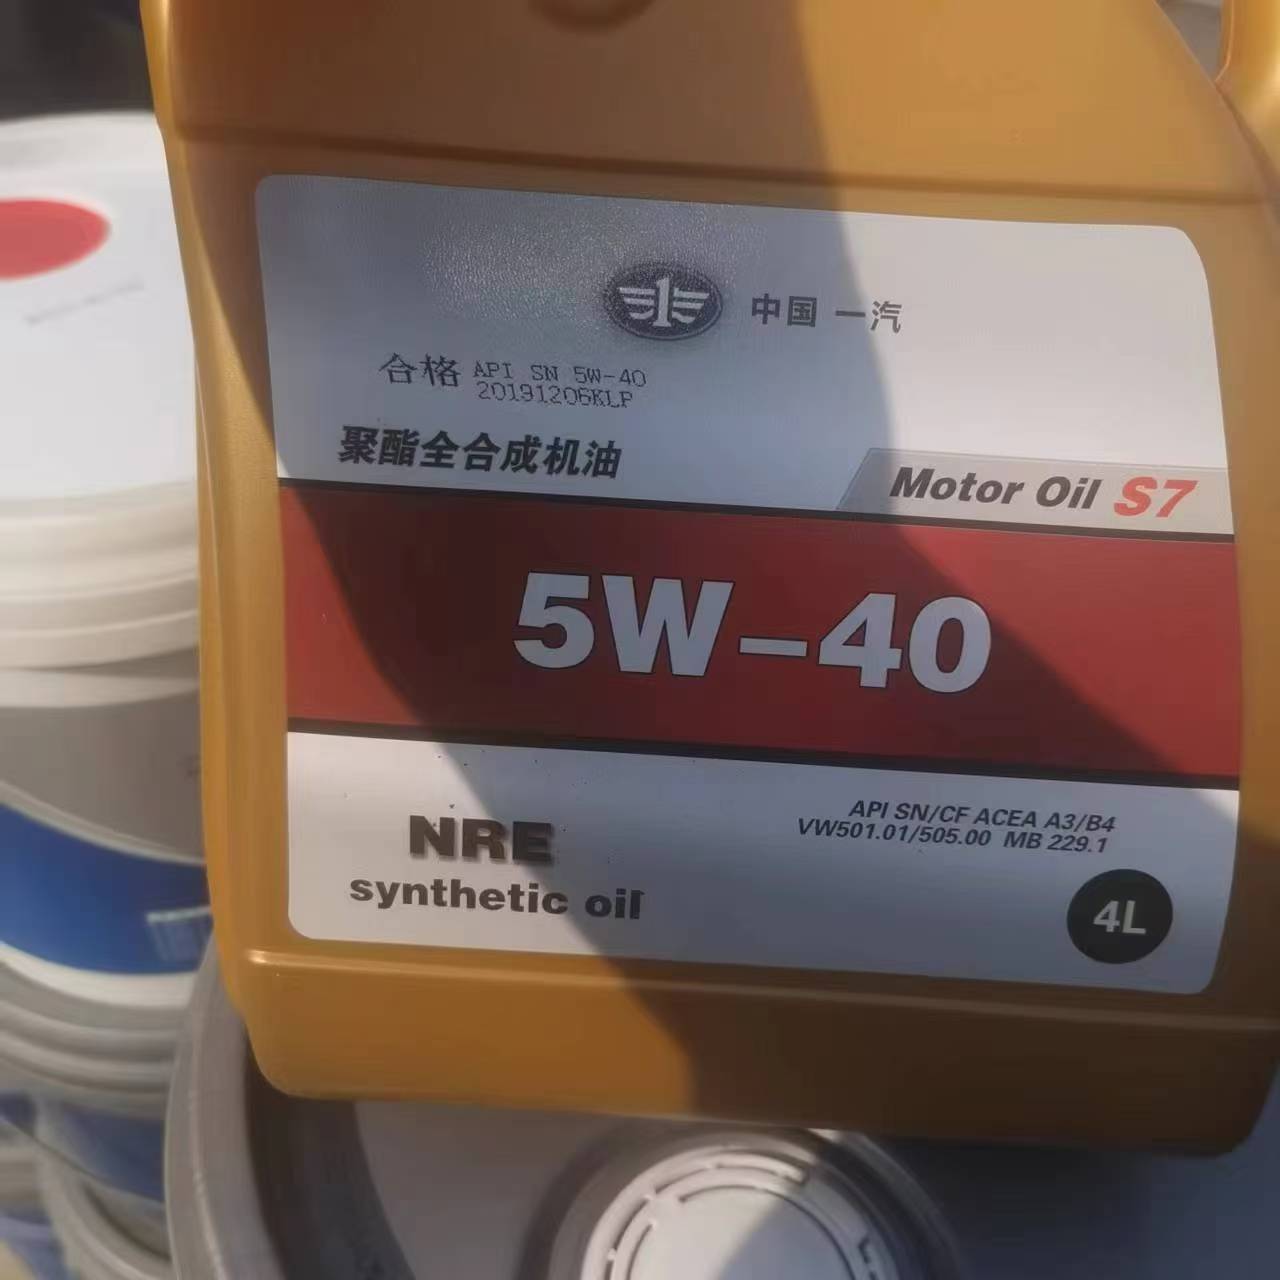 中国 一汽
合格 API SN 5W-40
20191206KLP
聚酯全合成机油
Motor Oil S7
5W-40
NRE
synthetic oil
API SN/CF ACEA A3/B4
VW501.01/505.00 MB 229.1
4L